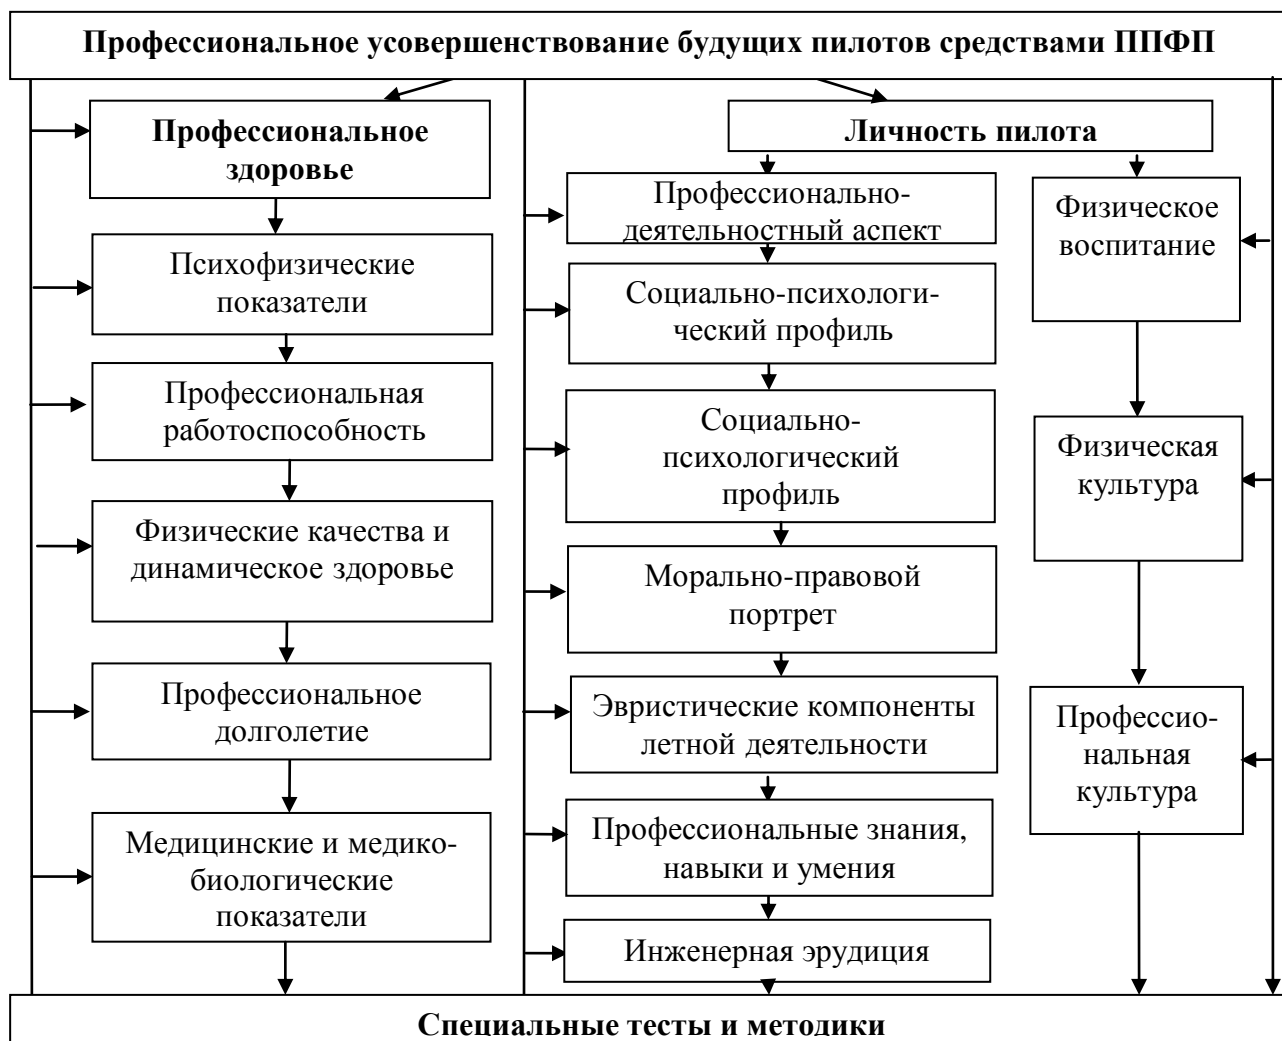 Профессиональное усовершенствование будущих пилотов средствами ППФП
Профессиональное
здоровье
Психофизические
показатели
Профессиональная
работоспособность
Физические качества и
динамическое здоровье
Профессиональное
долголетие
Медицинские и медико-
биологические
показатели
Личность пилота
Профессионально-
деятельностный аспект
Социально-психологи-
ческий профиль
Социально-
психологический
профиль
Морально-правовой
портрет
Эвристические компоненты
летной деятельности
Профессиональные знания,
навыки и умения
Инженерная эрудиция
Физическое
воспитание
Физическая
культура
Профессио-
нальная
культура
Специальные тесты и методики